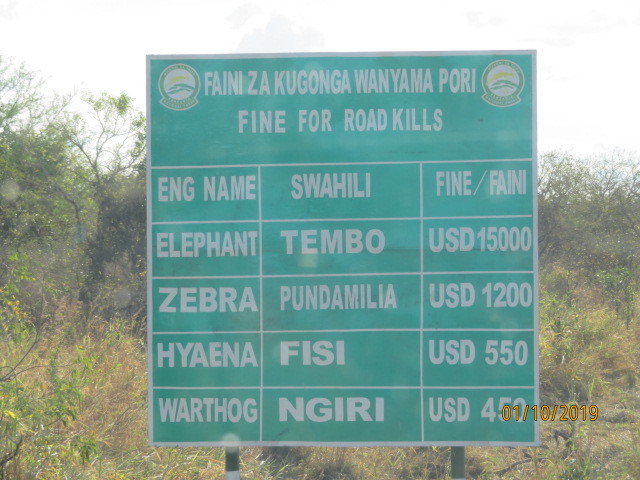 FAINI ZA KUGONGA WANYAMA PORI
FINE FOR ROAD KILLS
ENG NAME SWAHILI FINE/FAINI
ELEPHANT TEMBO USD 15000
ZEBRA PUNDAMILIA USD 1200
HYAENA FISI USD 550
WARTHOG NGIRI USD
01/10/2019